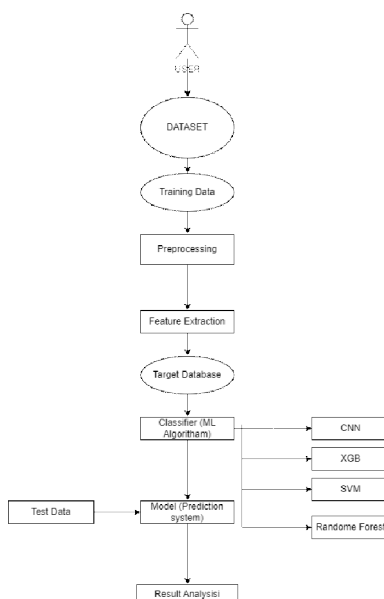 USER
DATASET
Training Data
Preprocessing
Feature Extraction
Target Database
Classifier (ML
Algoritham)
CNN
XGB
SVM
Randome Forest
Test Data
Model (Prediction
system)
Result Analysisi